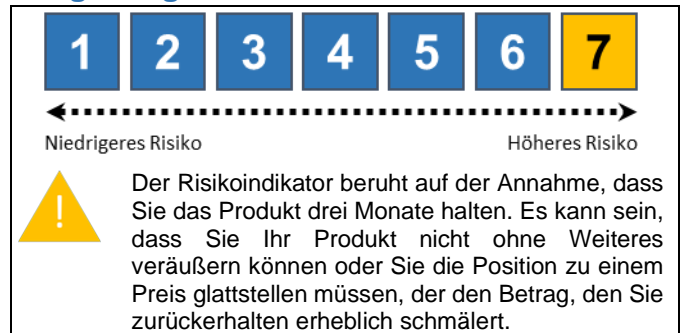 1 2 3 4 5 6 7
Niedrigeres Risiko Höheres Risiko
Der Risikoindikator beruht auf der Annahme, dass
Sie das Produkt drei Monate halten. Es kann sein,
dass Sie Ihr Produkt nicht ohne Weiteres
veräußern können oder Sie die Position zu einem
Preis glattstellen müssen, der den Betrag, den Sie
zurückerhalten erheblich schmälert.